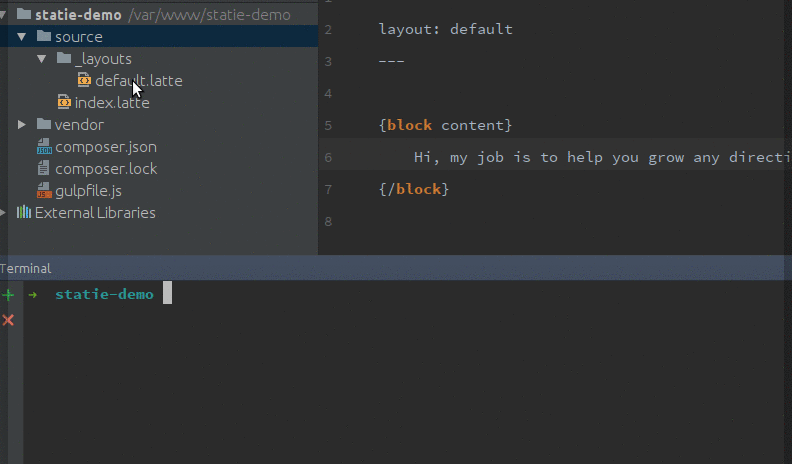 statie-demo /var/www/statie-demo
source
_layouts
default.latte
index.latte
vendor
composer.json
composer.lock
gulpfile.js
External Libraries
2 layout: default
3 ---
4
5 {block content}
6 Hi, my job is to help you grow any directi
7 {/block}
8
Terminal
+ → statie-demo